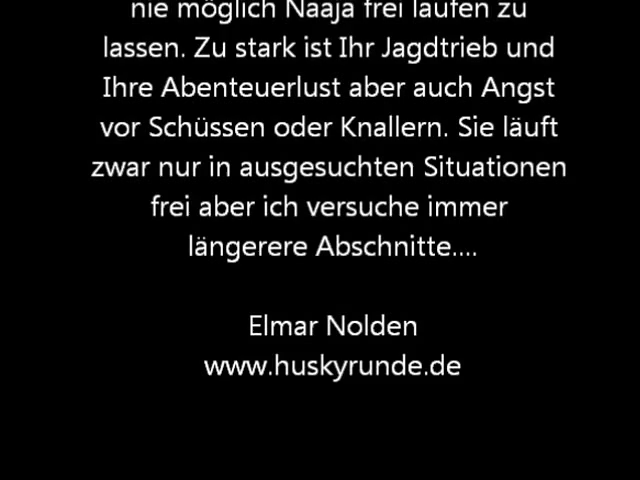 nie möglich Naaja frei laufen zu
lassen. Zu stark ist Ihr Jagdtrieb und
Ihre Abenteuerlust aber auch Angst
vor Schüssen oder Knallern. Sie läuft
zwar nur in ausgesuchten Situationen
frei aber ich versuche immer
längerere Abschnitte....
Elmar Nolden
www.huskyrunde.de